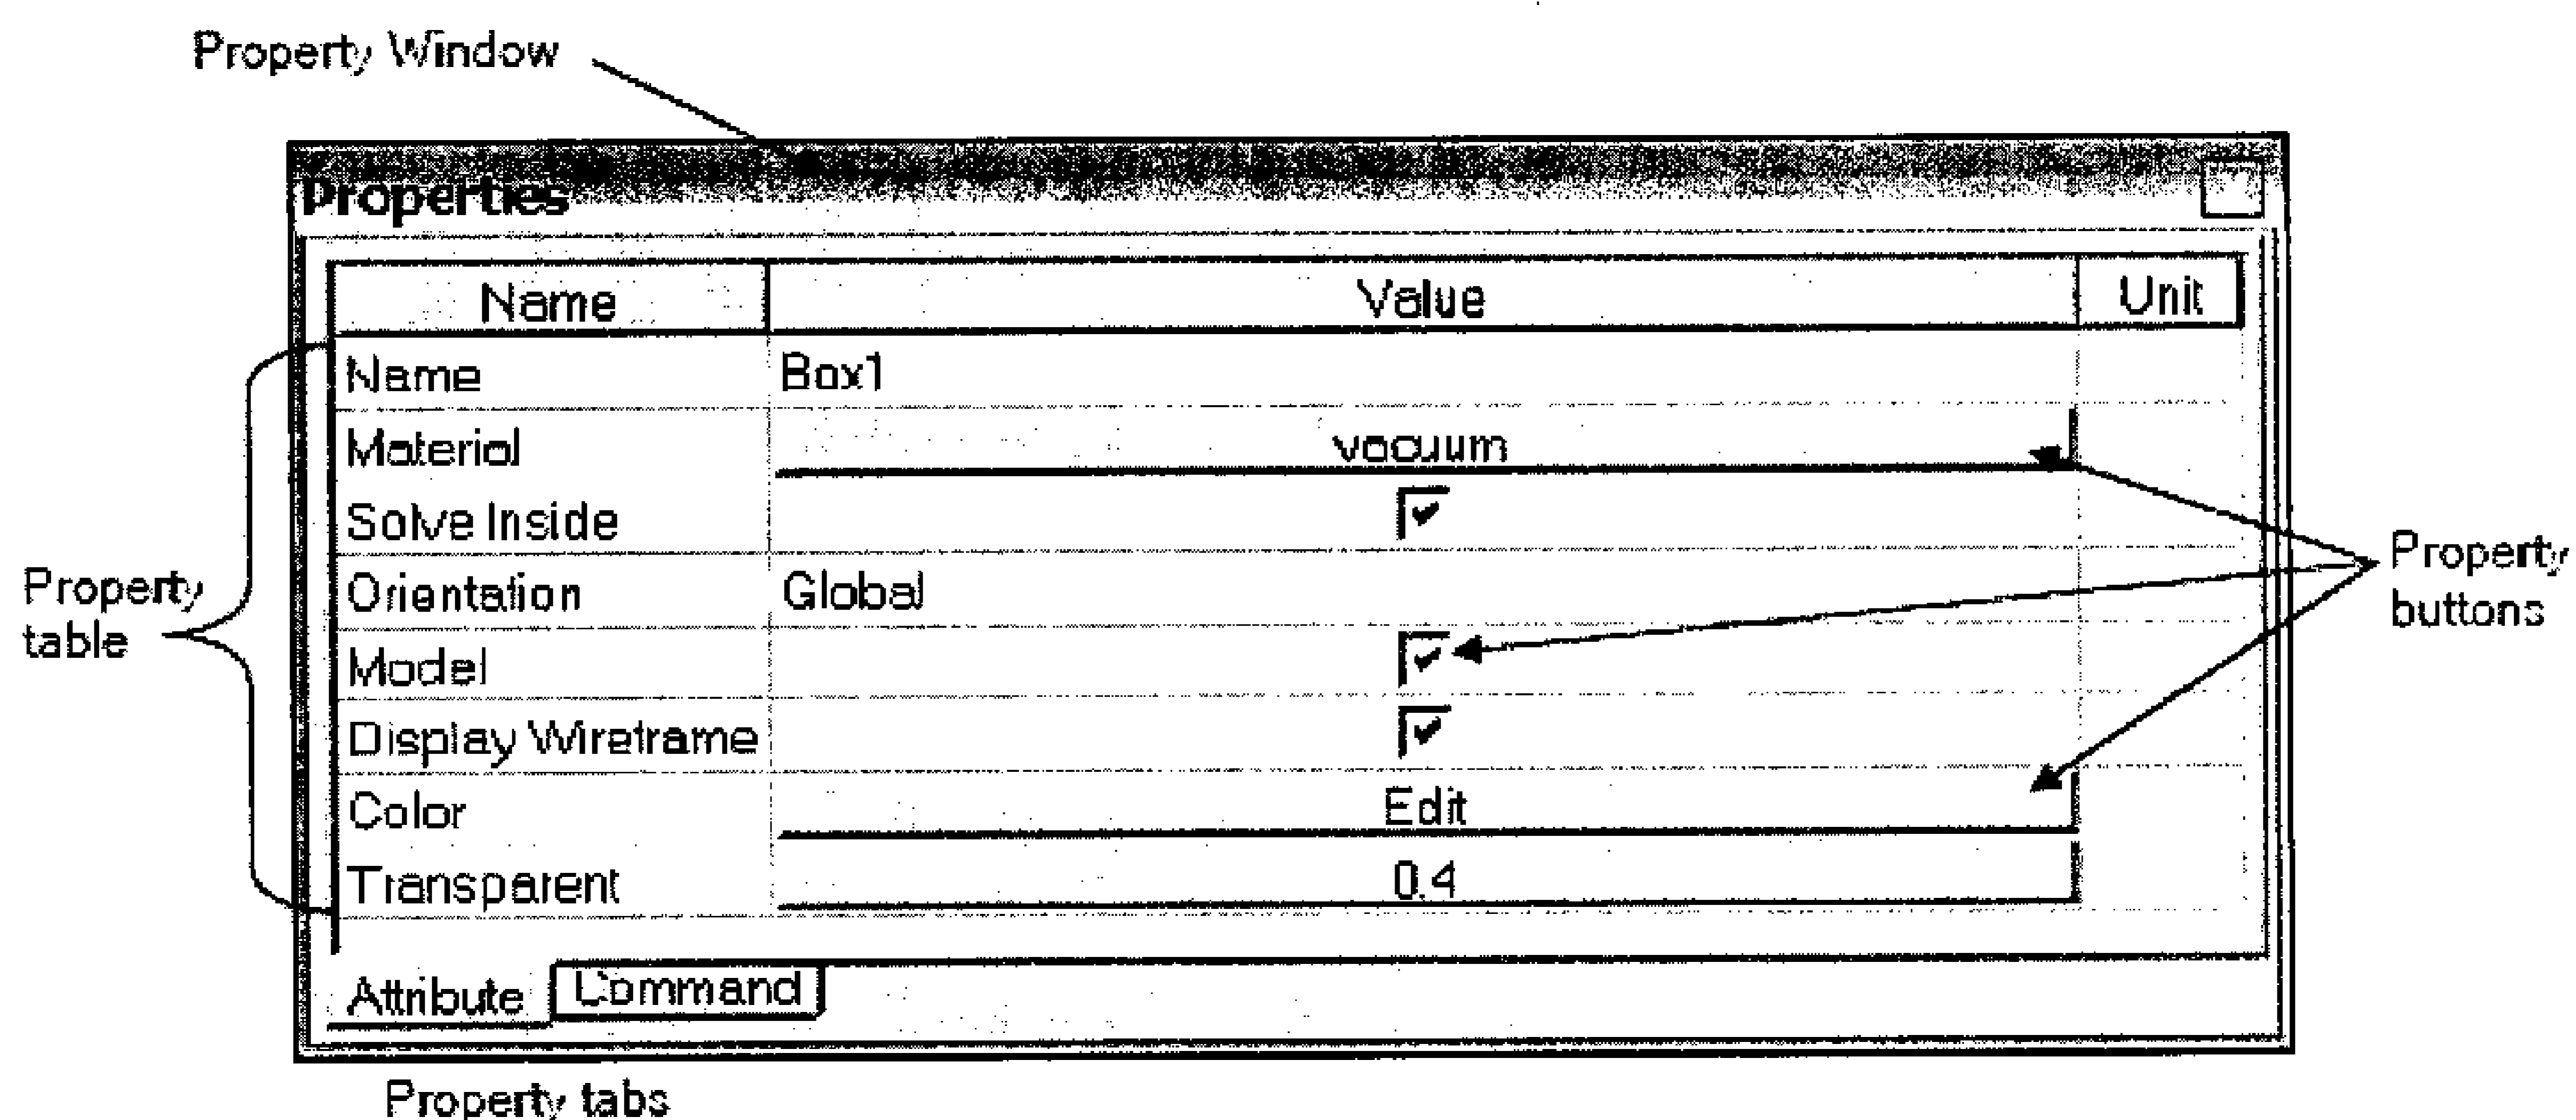 Property Window
Properties
Name Value Unit
Name Box1
Material vacuum
Solve Inside
Orientation Global
Model
Display Wireframe
Color Edit
Transparent 0.4
Attribute Command
Property tabs
Property
table
Property
buttons